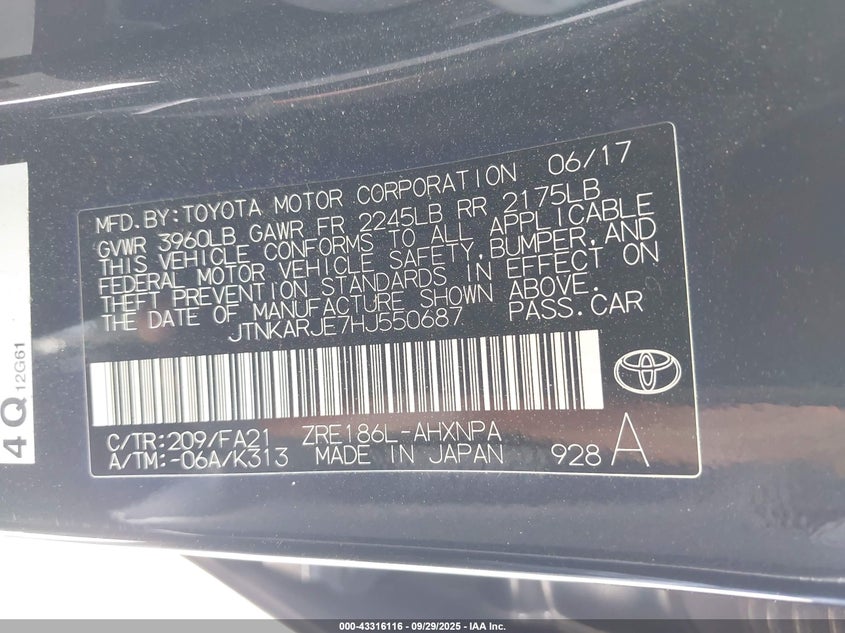 MFD.BY:TOYOTA MOTOR CORPORATION 06/17
GVWR 3960LB GAWR FR 2245LB RR 2175LB
THIS VEHICLE CONFORMS TO ALL APPLICABLE
FEDERAL MOTOR VEHICLE SAFETY,BUMPER,AND
THEFT PREVENTION STANDARDS IN EFFECT ON
THE DATE OF MANUFACTURE SHOWN ABOVE.
JTNKARJE7HJ550687 PASS.CAR
C/TR:209/FA21 ZRE186L-AHXNPA
A/TM:-06A/K313 MADE IN JAPAN 928 A
4Q 12G61
000-43316116 - 09/29/2025 - IAA Inc.